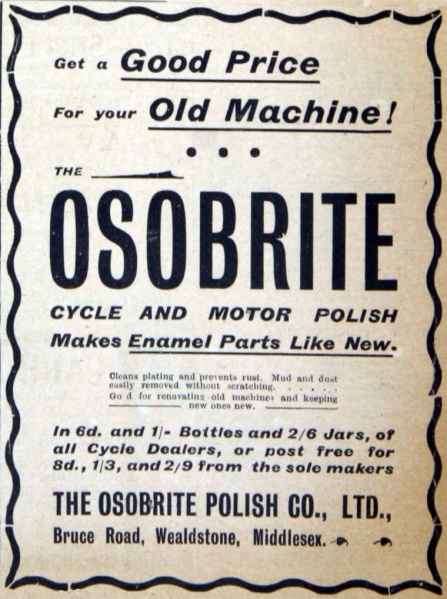 Get a Good Price
For your Old Machine!
THE
OSOBRITE
CYCLE AND MOTOR POLISH
Makes Enamel Parts Like New.
Cleans plating and prevents rust. Mud and dust
easily removed without scratching. . . . . .
Go d for renovating old machines and keeping
new ones new.
In 6d. and 1/- Bottles and 2/6 Jars, of
all Cycle Dealers, or post free for
8d., 1/3, and 2/9 from the sole makers
THE OSOBRITE POLISH CO., LTD.,
Bruce Road, Wealdstone, Middlesex.